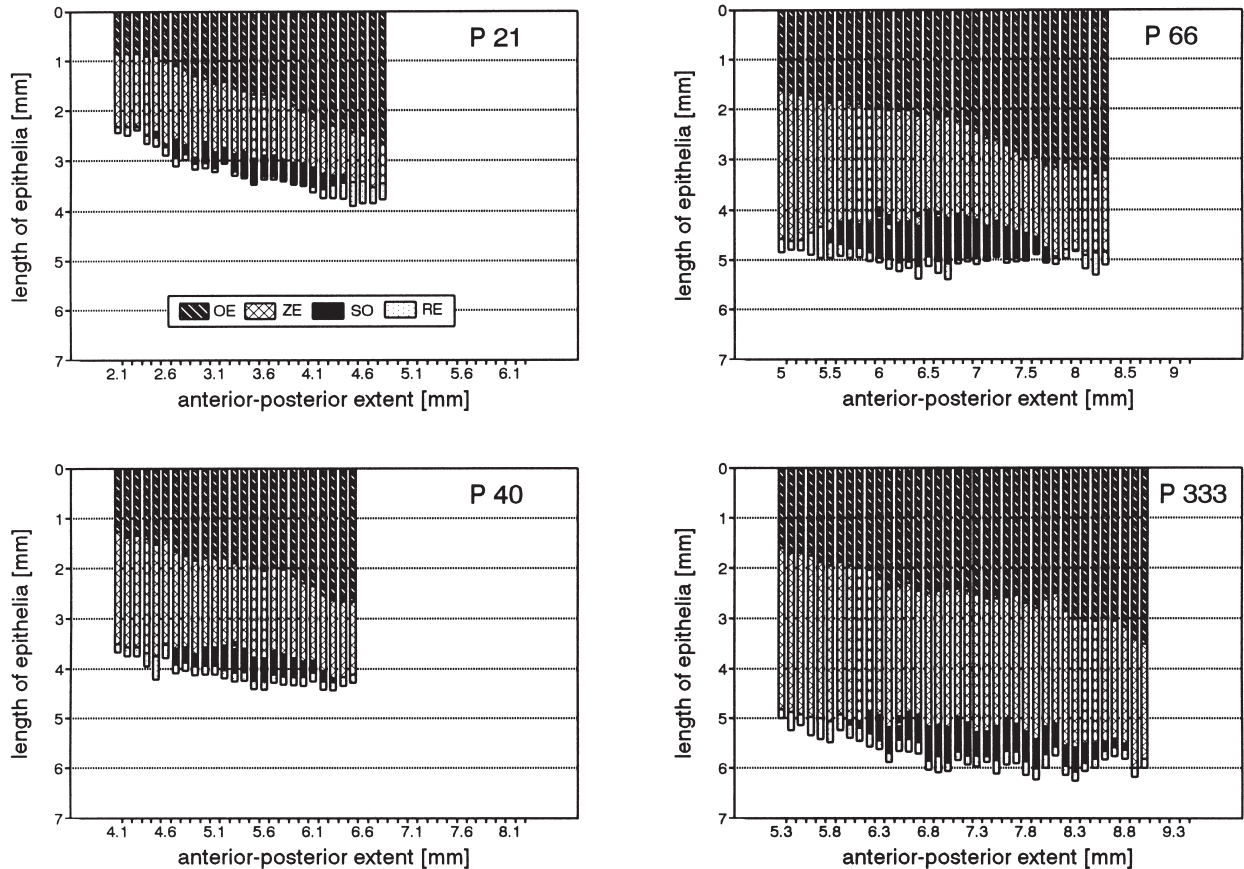 P 21
length of epithelia [mm]
0
1
2
3
4
5
6
7
OE ZE SO RE
2.1 2.6 3.1 3.6 4.1 4.6 5.1 5.6 6.1
anterior-posterior extent [mm]
P 66
length of epithelia [mm]
0
1
2
3
4
5
6
7
5 5.5 6 6.5 7 7.5 8 8.5 9
anterior-posterior extent [mm]
P 40
length of epithelia [mm]
0
1
2
3
4
5
6
7
4.1 4.6 5.1 5.6 6.1 6.6 7.1 7.6 8.1
anterior-posterior extent [mm]
P 333
length of epithelia [mm]
0
1
2
3
4
5
6
7
5.3 5.8 6.3 6.8 7.3 7.8 8.3 8.8 9.3
anterior-posterior extent [mm]